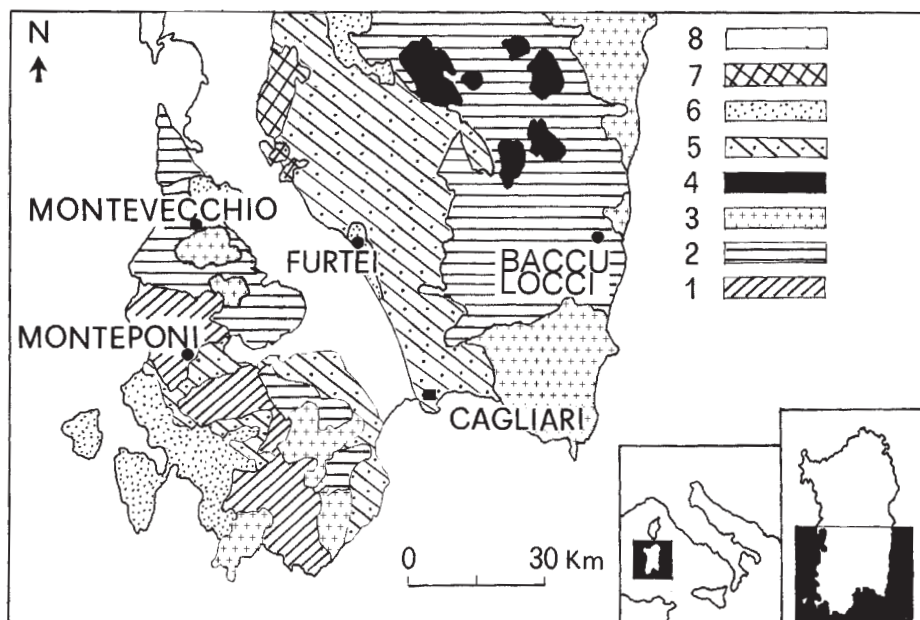 N
MONTEVECCHIO
FURTEI
BACCU
LOCCI
MONTEPONI
CAGLIARI
0 30 Km
8
7
6
5
4
3
2
1